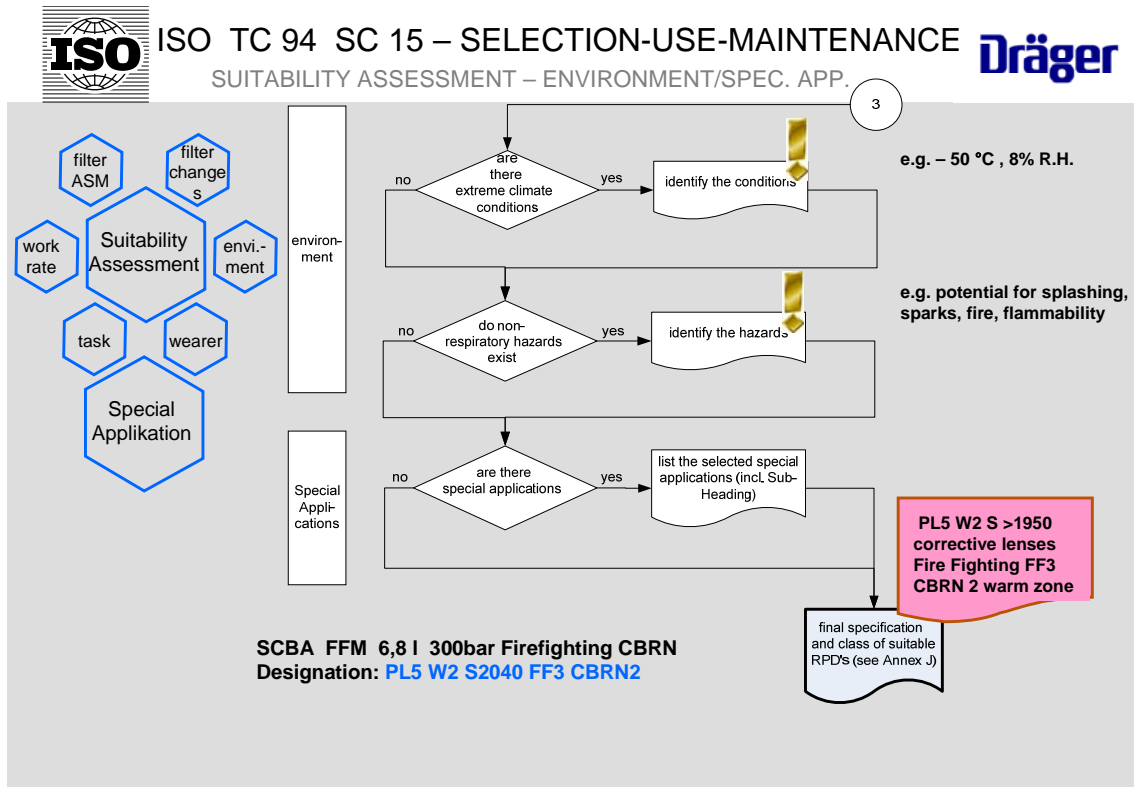 ISO
ISO TC 94 SC 15 – SELECTION-USE-MAINTENANCE
SUITABILITY ASSESSMENT – ENVIRONMENT/SPEC. APP.
Dräger
3
filter
ASM
filter
change
s
work
rate
Suitability
Assessment
envi.-
ment
task
wearer
Special
Applikation
environ-
ment
are
there
extreme climate
conditions
no
yes
identify the conditions
e.g. – 50 °C , 8% R.H.
do non-
respiratory hazards
exist
no
yes
identify the hazards
e.g. potential for splashing,
sparks, fire, flammability
Special
Appli-
cations
are there
special applications
no
yes
list the selected special
applications (incl. Sub-
Heading)
PL5 W2 S >1950
corrective lenses
Fire Fighting FF3
CBRN 2 warm zone
final specification
and class of suitable
RPD's (see Annex J)
SCBA FFM 6,8 l 300bar Firefighting CBRN
Designation: PL5 W2 S2040 FF3 CBRN2